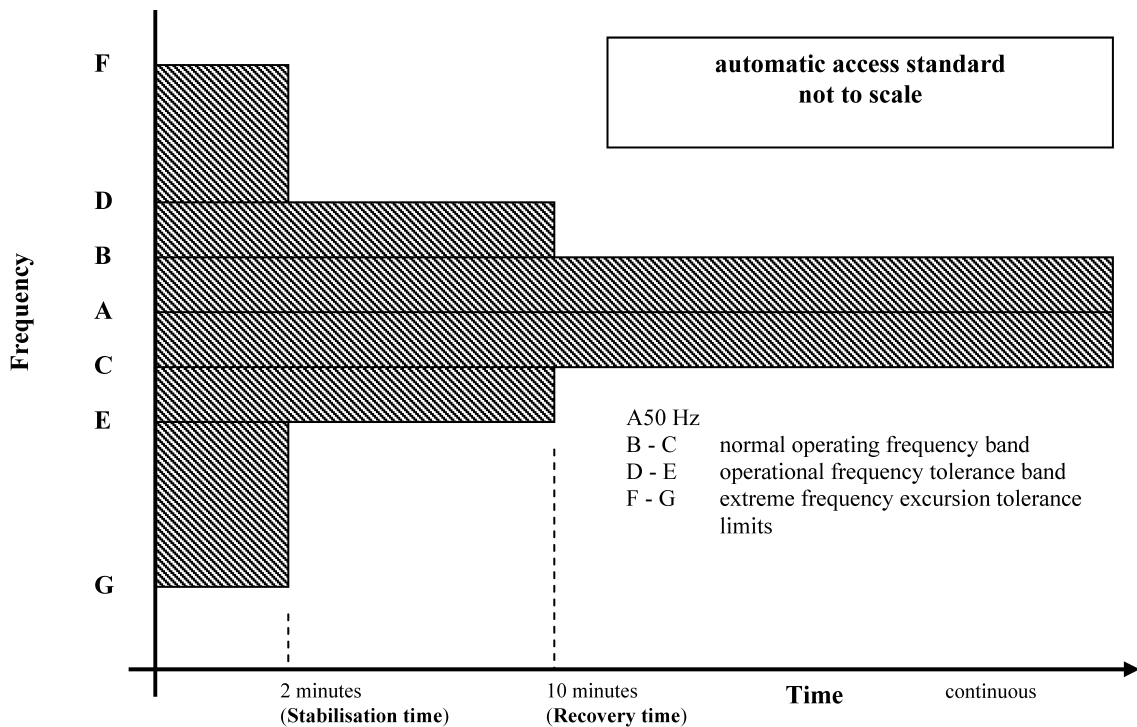 automatic access standard
not to scale
F
D
B
A
C
E
G
Frequency
A50 Hz
B - C normal operating frequency band
D - E operational frequency tolerance band
F - G extreme frequency excursion tolerance
limits
2 minutes
(Stabilisation time)
10 minutes
(Recovery time)
Time
continuous